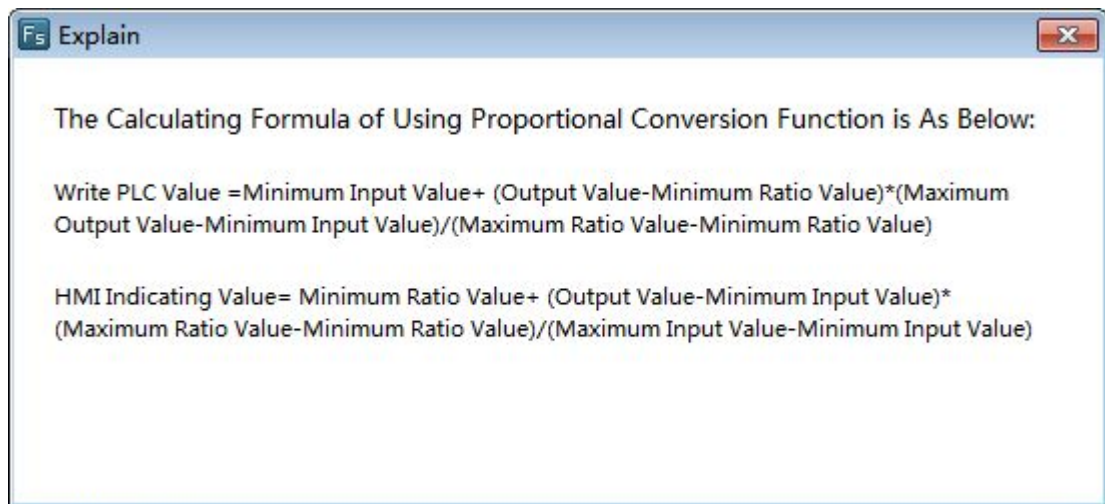 Fs Explain
The Calculating Formula of Using Proportional Conversion Function is As Below:
Write PLC Value =Minimum Input Value+ (Output Value-Minimum Ratio Value)*(Maximum
Output Value-Minimum Input Value)/(Maximum Ratio Value-Minimum Ratio Value)
HMI Indicating Value= Minimum Ratio Value+ (Output Value-Minimum Input Value)*
(Maximum Ratio Value-Minimum Ratio Value)/(Maximum Input Value-Minimum Input Value)